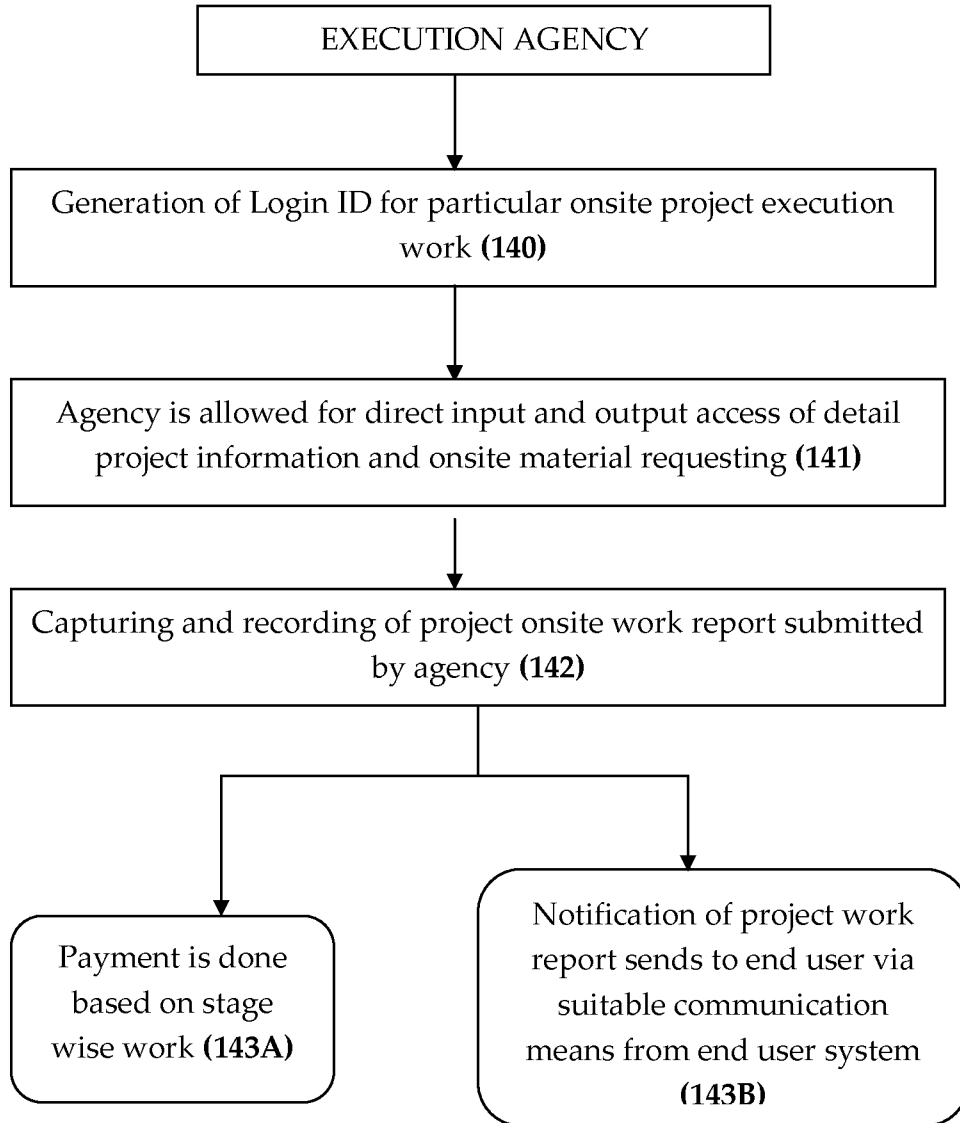 EXECUTION AGENCY
Generation of Login ID for particular onsite project execution
work (140)
Agency is allowed for direct input and output access of detail
project information and onsite material requesting (141)
Capturing and recording of project onsite work report submitted
by agency (142)
Payment is done
based on stage
wise work (143A)
Notification of project work
report sends to end user via
suitable communication
means from end user system
(143B)